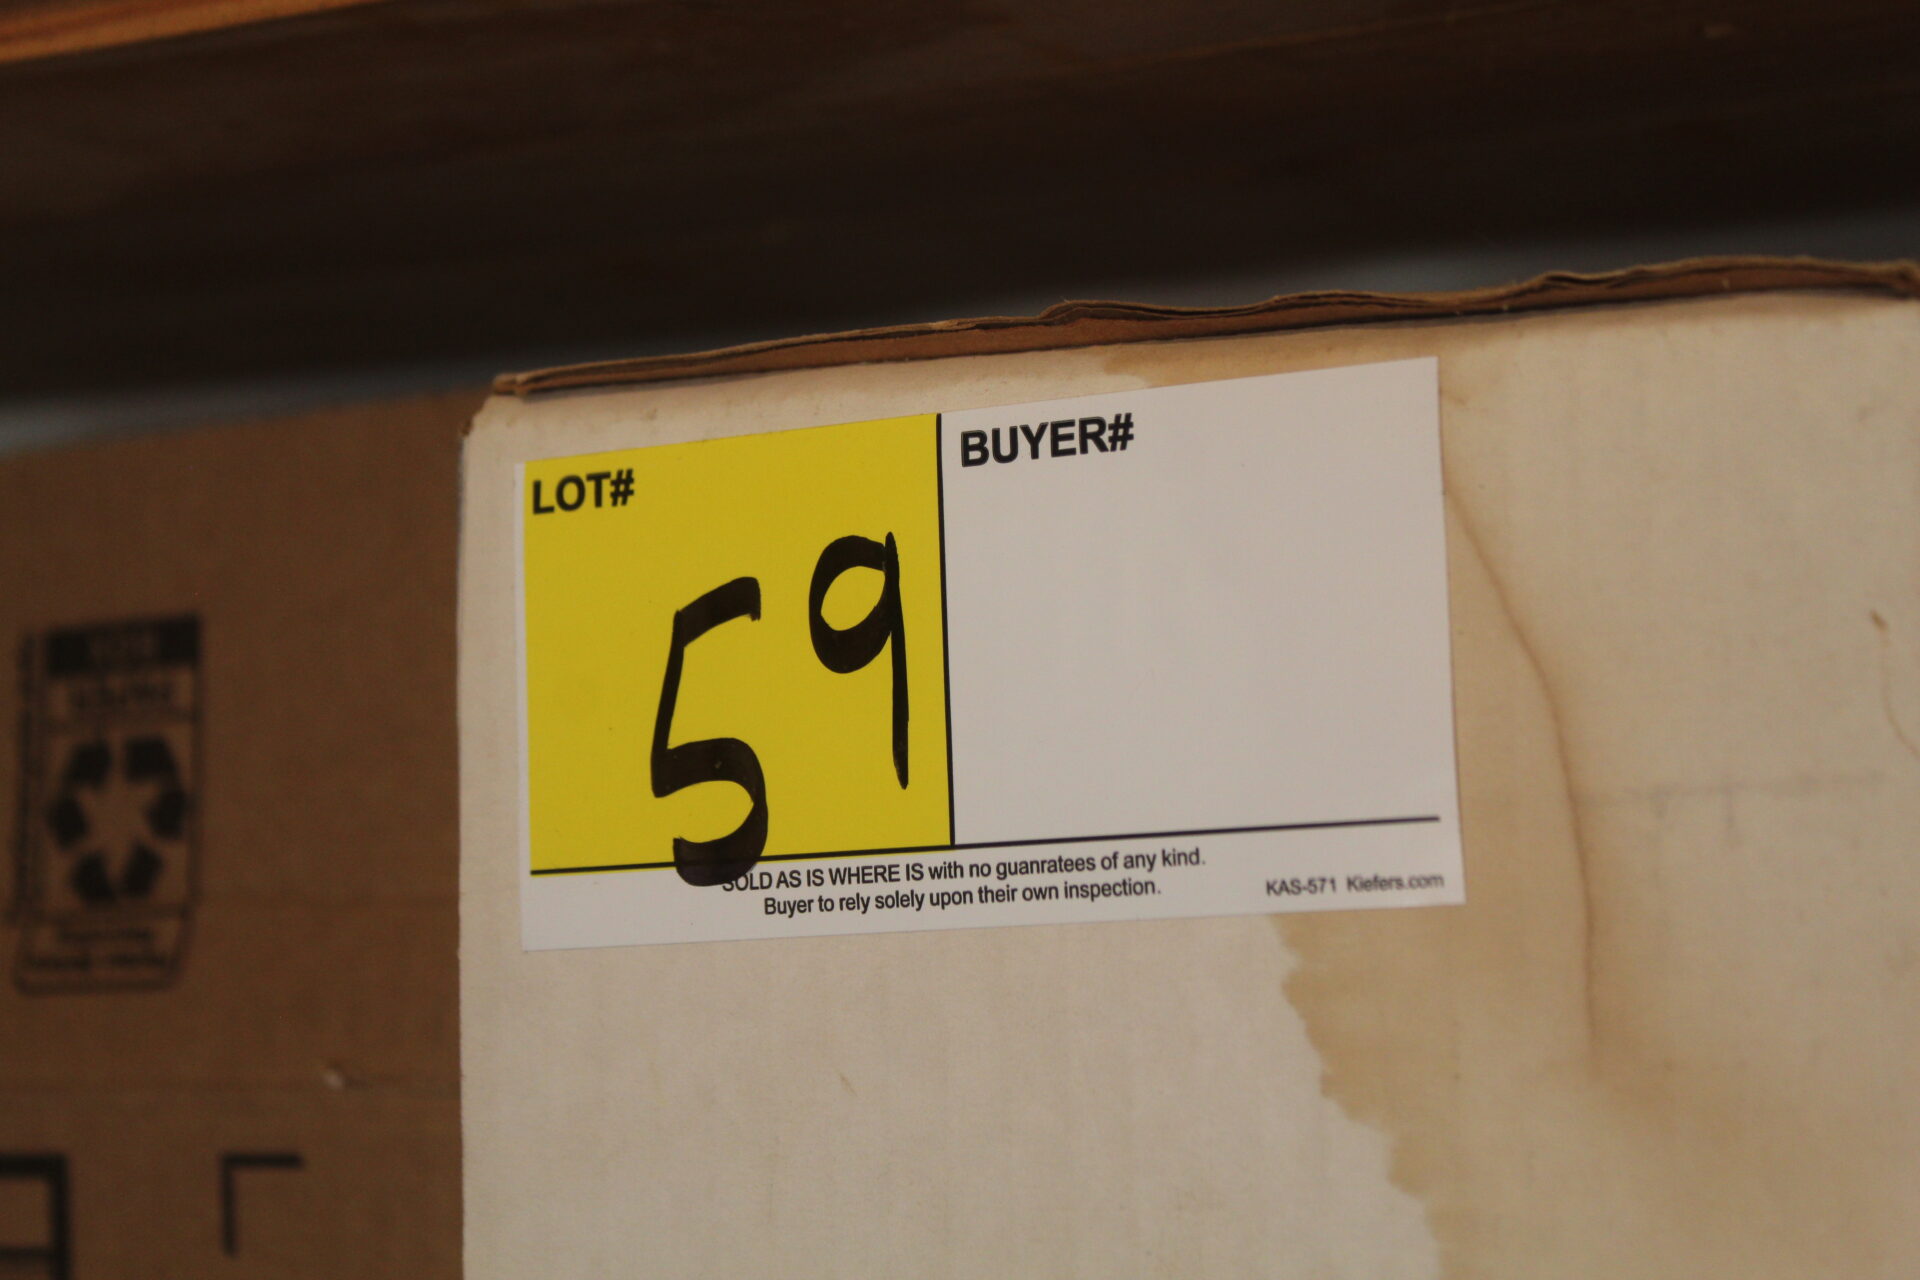 LOT#
BUYER#
59
SOLD AS IS WHERE IS with no guanratees of any kind.
Buyer to rely solely upon their own inspection.
KAS-571 Kiefers.com